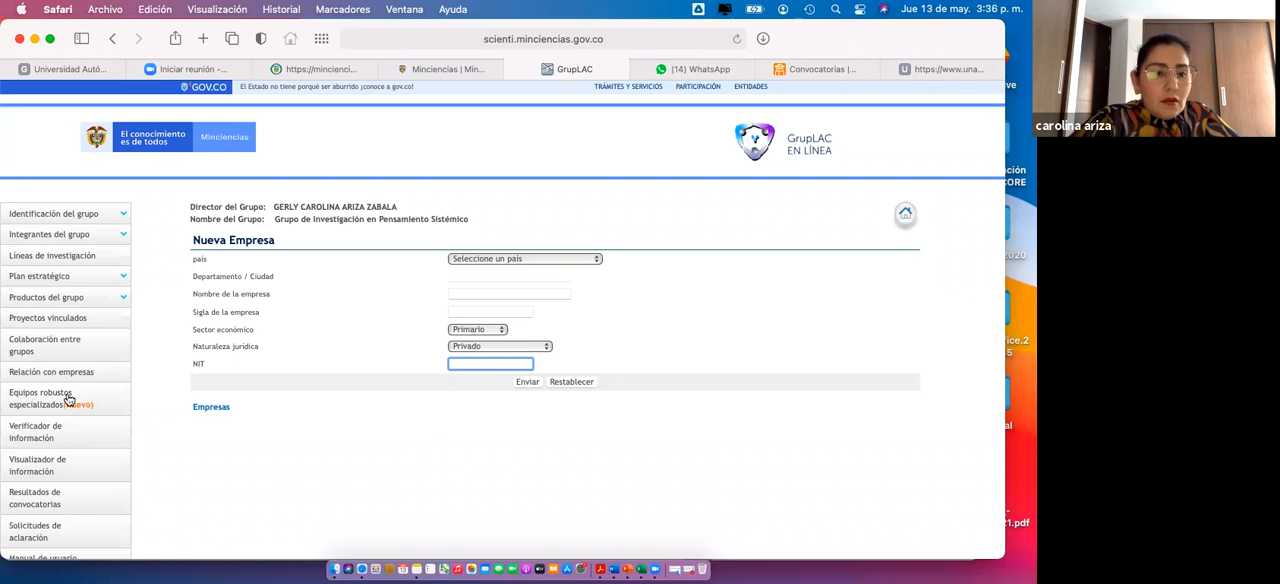 Safari Archivo Edición Visualización Historial Marcadores Ventana Ayuda Jue 13 de may. 3:36 p. m.
scienti.minciencias.gov.co
Universidad Autó... Iniciar reunión -... https://mincienci... Minciencias | Min... GrupLAC (14) WhatsApp Convocatorias |... https://www.una...
GOV.CO El Estado no tiene porqué ser aburrido ¡conoce a gov.co! TRÁMITES Y SERVICIOS PARTICIPACIÓN ENTIDADES
El conocimiento
es de todos
Minciencias
GrupLAC
EN LÍNEA
Identificación del grupo
Integrantes del grupo
Líneas de investigación
Plan estratégico
Productos del grupo
Proyectos vinculados
Colaboración entre
grupos
Relación con empresas
Equipos robustos
especializados(nuevo)
Verificador de
información
Visualizador de
información
Resultados de
convocatorias
Solicitudes de
aclaración
Manual de usuario
Director del Grupo: GERLY CAROLINA ARIZA ZABALA
Nombre del Grupo: Grupo de Investigación en Pensamiento Sistémico
Nueva Empresa
país Seleccione un país
Departamento / Ciudad
Nombre de la empresa
Sigla de la empresa
Sector económico Primario
Naturaleza jurídica Privado
NIT
Enviar Restablecer
Empresas
carolina ariza